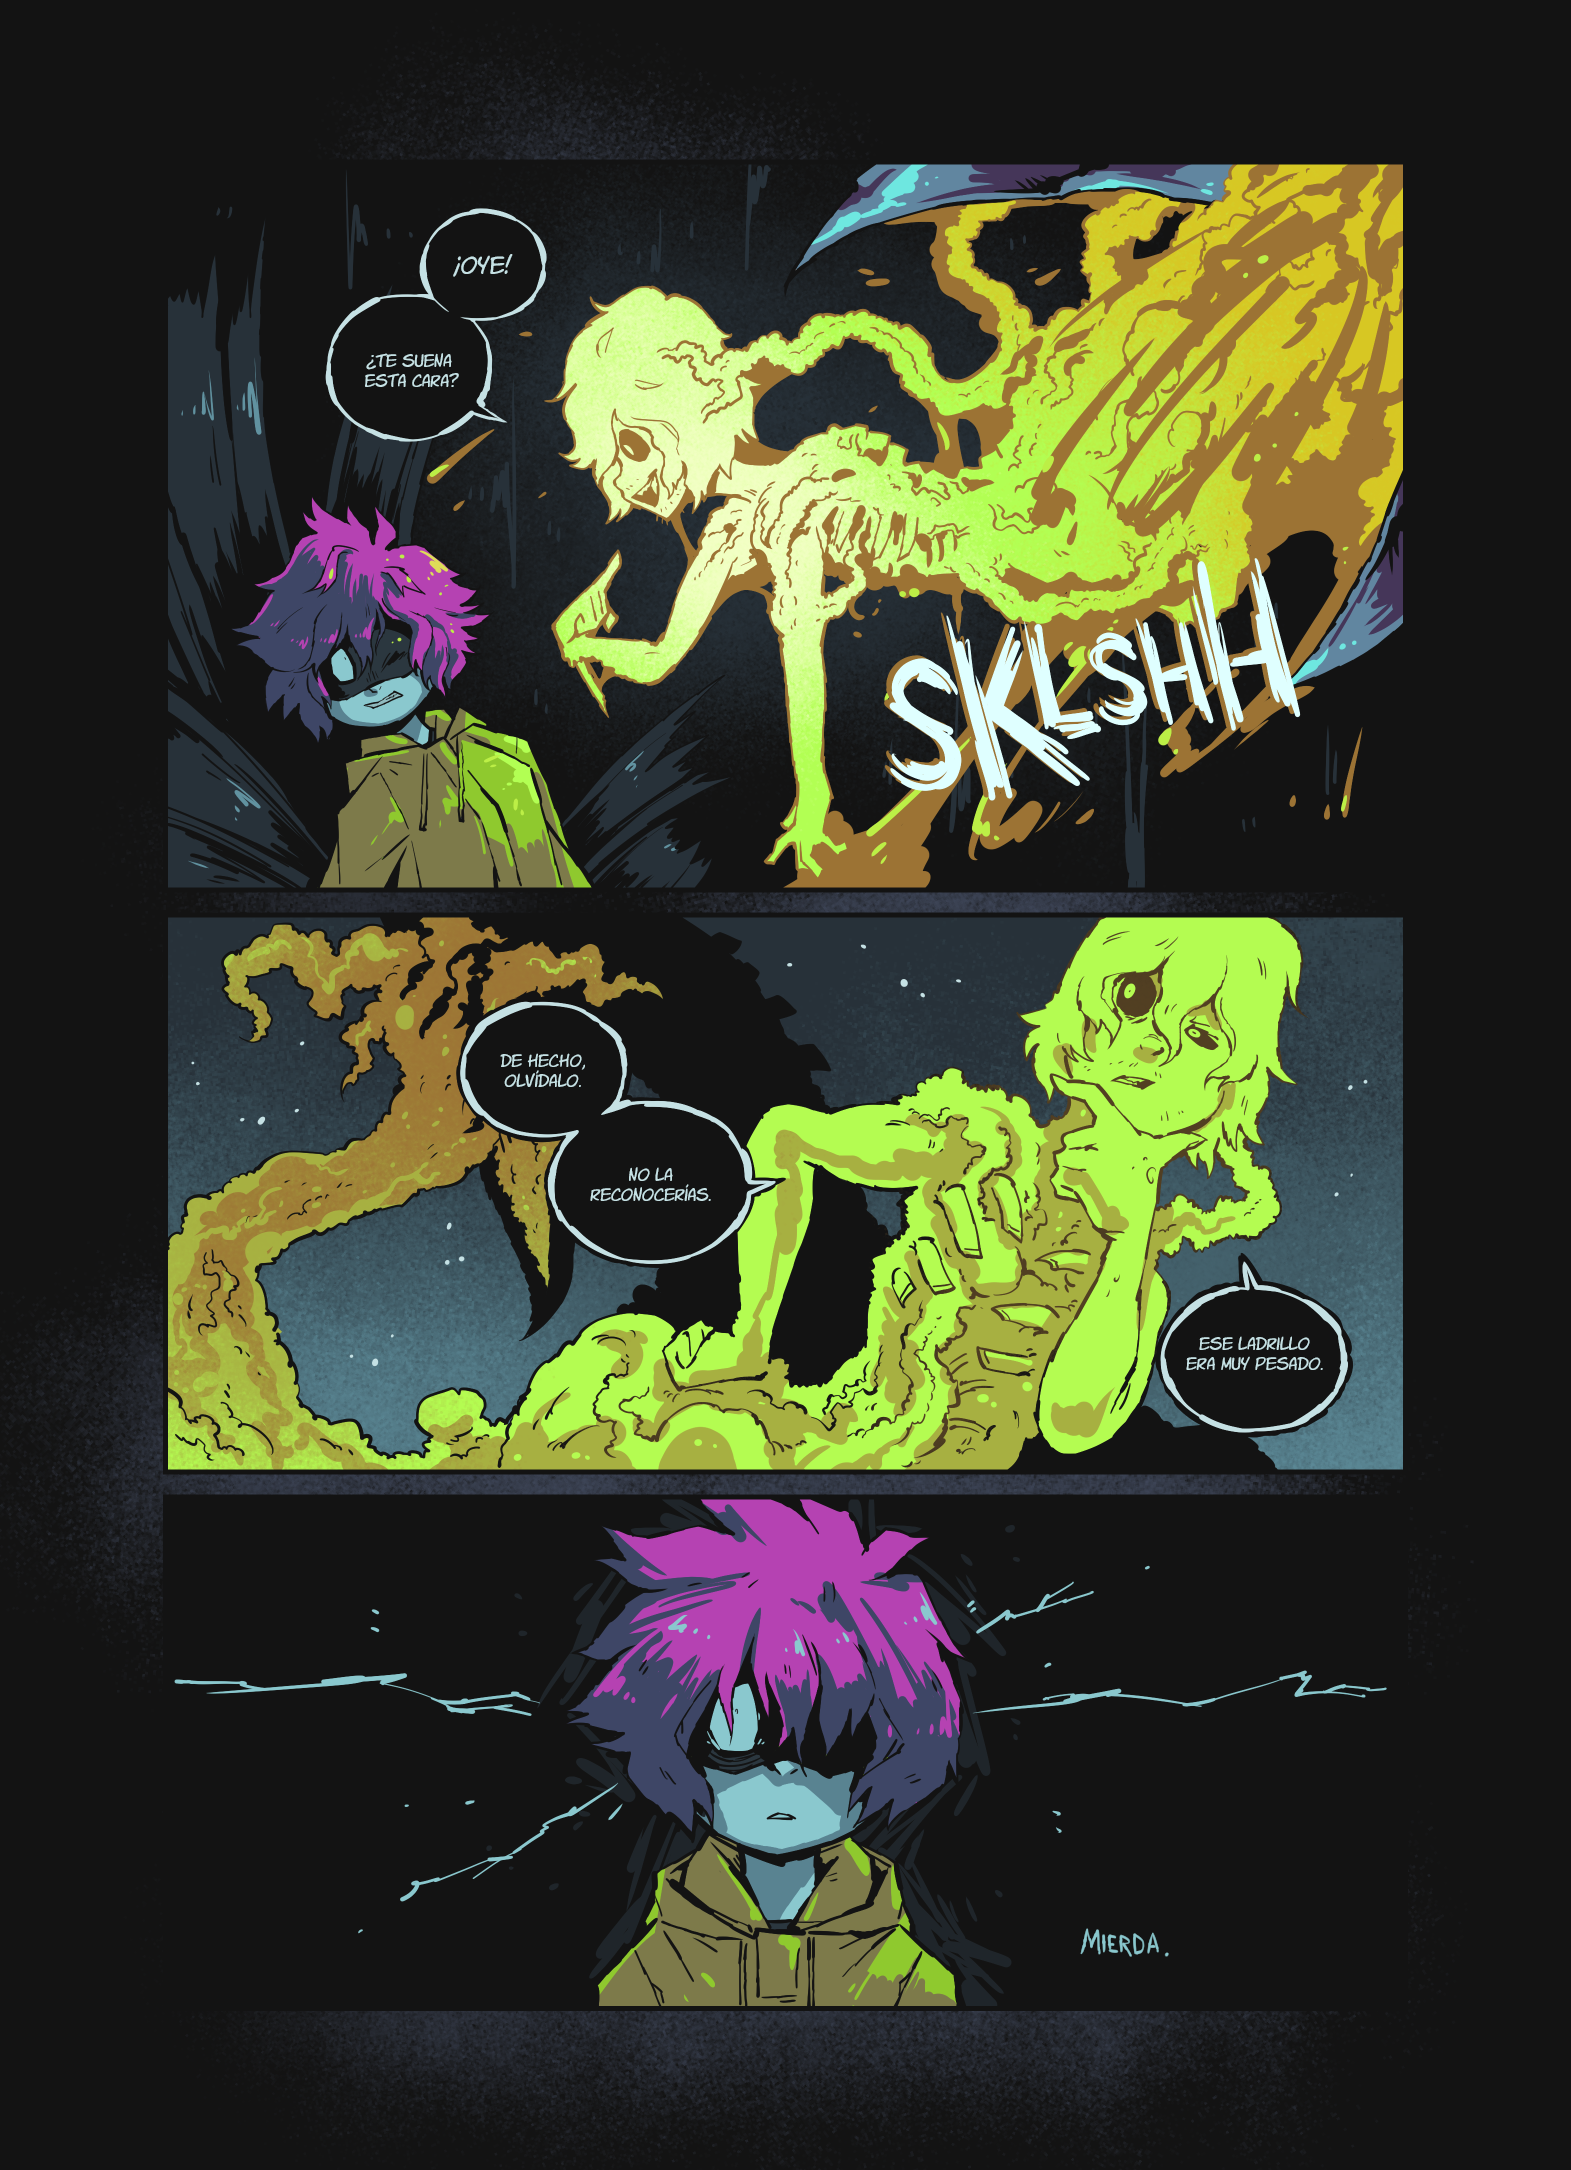 ¡OYE!
¿TE SUENA
ESTA CARA?
SKLSHH
DE HECHO,
OLVÍDALO.
NO LA
RECONOCERÍAS.
ESE LADRILLO
ERA MUY PESADO.
MIERDA.